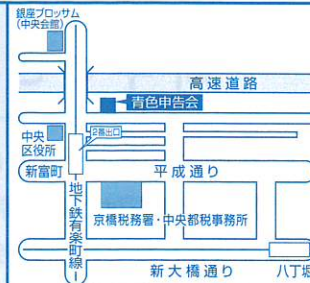 銀座ブロッサム
(中央会館)
高速道路
青色申告会
2番出口
中央
区役所
新富町
平成通り
地下鉄有楽町線
京橋税務署・中央都税事務所
新大橋通り
八丁堀